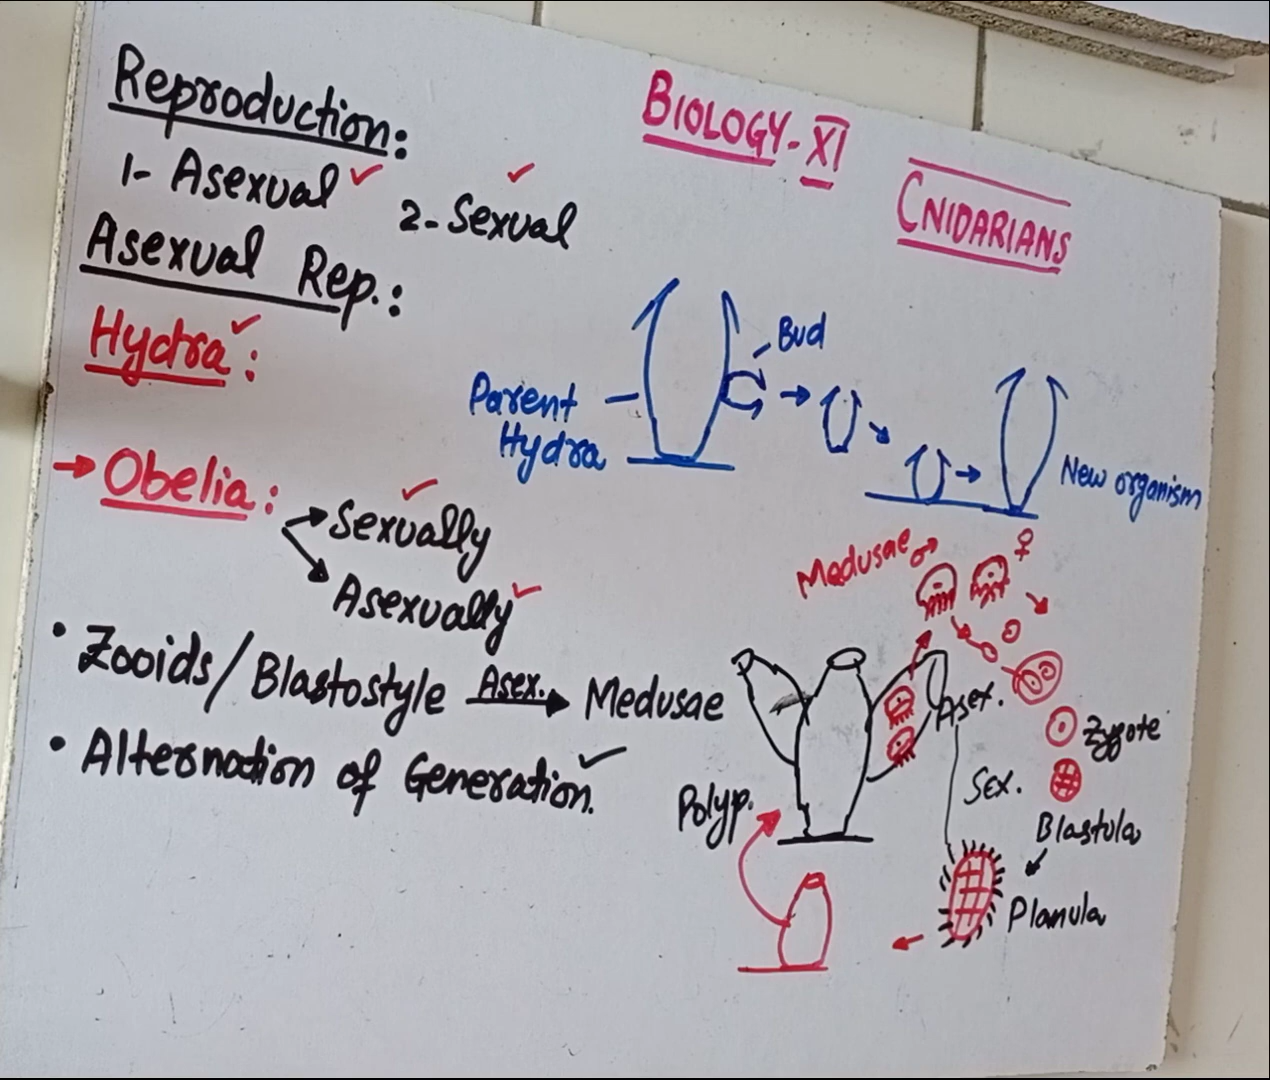 Reproduction:
1- Asexual ✓ 2- Sexual ✓
Asexual Rep.:
Hydra ✓:
→ Obelia:
Sexually ✓
Asexually ✓
• Zooids/Blastostyle Asex.→ Medusae
• Alternation of Generation. ✓
BIOLOGY-XI
CNIDARIANS
Bud
Parent
Hydra
New organism
Medusae ♂ ♀
Asex.
Zygote
Sex.
Polyp.
Blastula
Planula